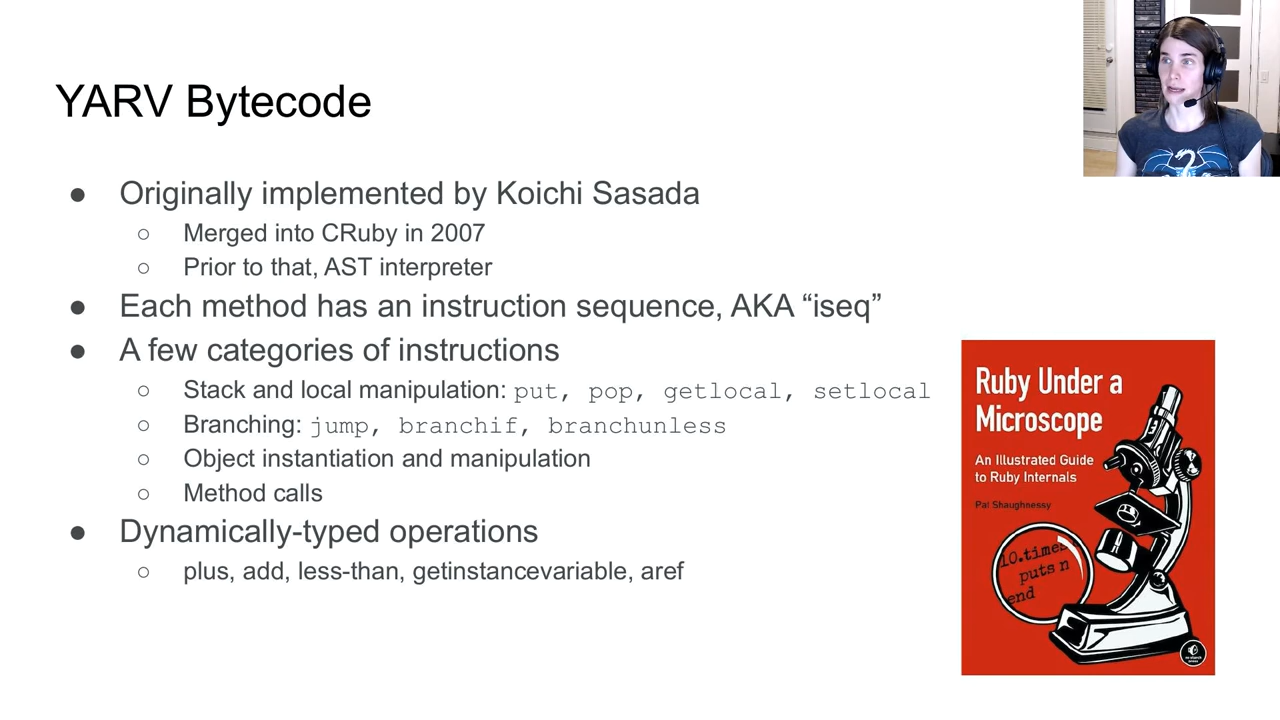 YARV Bytecode
● Originally implemented by Koichi Sasada
○ Merged into CRuby in 2007
○ Prior to that, AST interpreter
● Each method has an instruction sequence, AKA “iseq”
● A few categories of instructions
○ Stack and local manipulation: put, pop, getlocal, setlocal
○ Branching: jump, branchif, branchunless
○ Object instantiation and manipulation
○ Method calls
● Dynamically-typed operations
○ plus, add, less-than, getinstancevariable, aref
Ruby Under a
Microscope
An Illustrated Guide
to Ruby Internals
Pat Shaughnessy
10.times
puts n
end